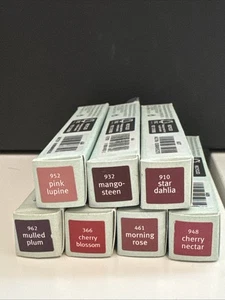 952
pink
lupine
932
mango-
steen
910
star
dahlia
962
mulled
plum
366
cherry
blossom
461
morning
rose
948
cherry
nectar